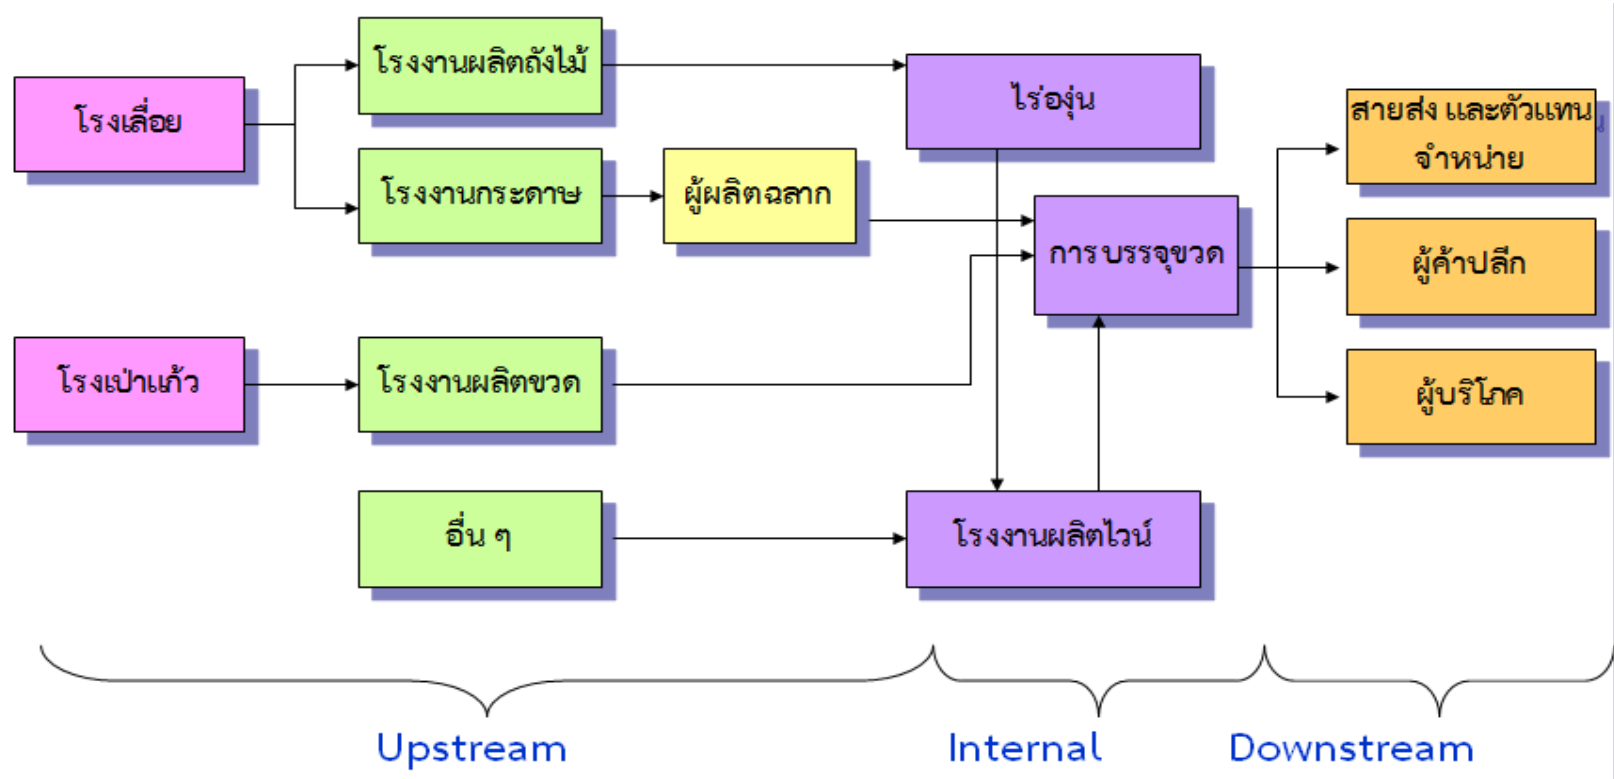 โรงเลื่อย
โรงงานผลิตถังไม้
ไร่องุ่น
สายส่ง และตัวแทน
จำหน่าย
โรงงานกระดาษ
ผู้ผลิตฉลาก
การบรรจุขวด
ผู้ค้าปลีก
โรงเป่าแก้ว
โรงงานผลิตขวด
ผู้บริโภค
อื่น ๆ
โรงงานผลิตไวน์
Upstream
Internal
Downstream